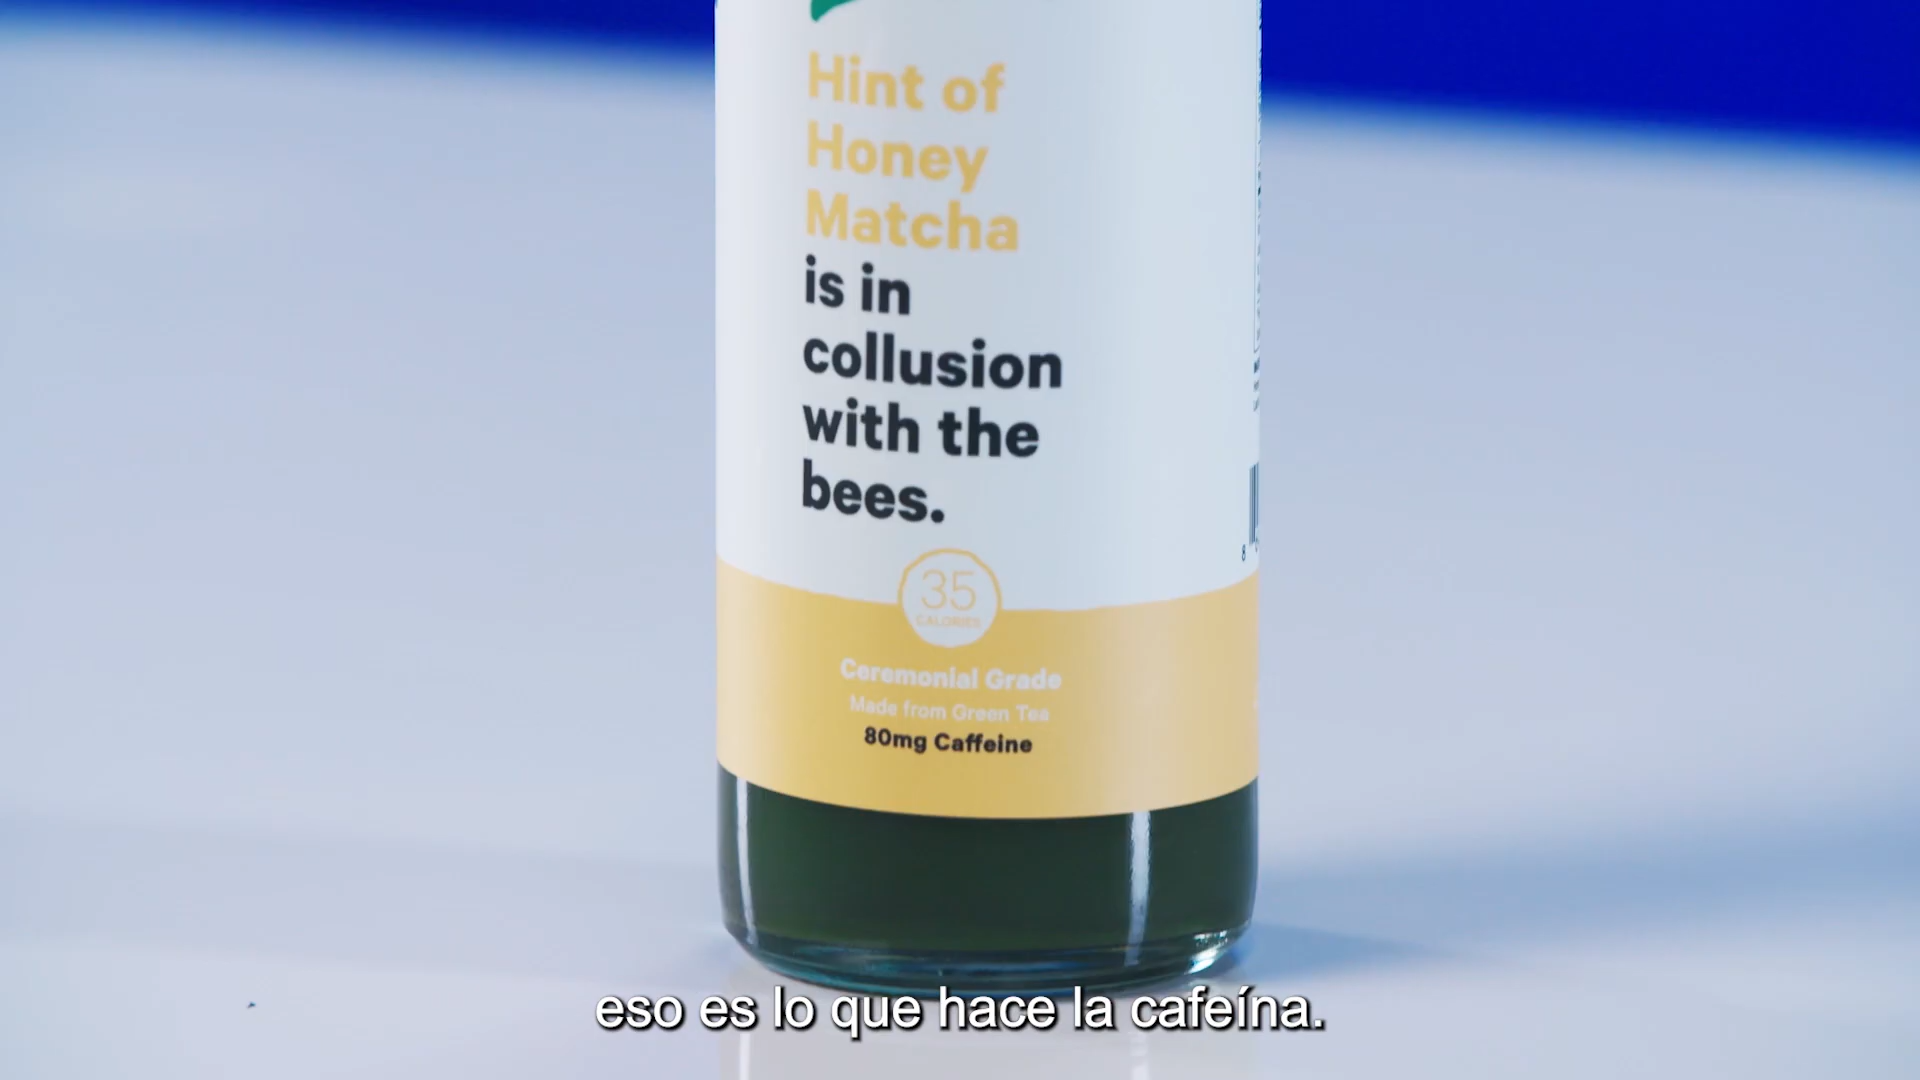 Hint of
Honey
Matcha
is in
collusion
with the
bees.
35
CALORIES
Ceremonial Grade
Made from Green Tea
80mg Caffeine
8
eso es lo que hace la cafeína.